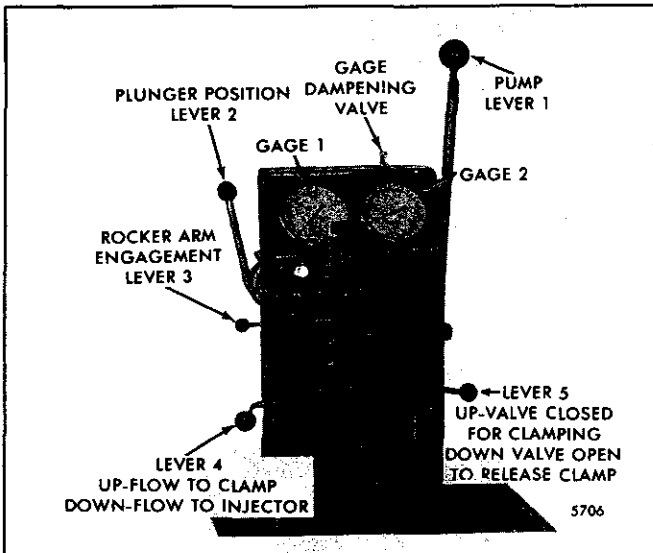 GAGE
DAMPENING
VALVE
PUMP
LEVER 1
PLUNGER POSITION
LEVER 2
GAGE 1
GAGE 2
ROCKER ARM
ENGAGEMENT
LEVER 3
LEVER 5
UP-VALVE CLOSED
FOR CLAMPING
DOWN VALVE OPEN
TO RELEASE CLAMP
LEVER 4
UP-FLOW TO CLAMP
DOWN-FLOW TO INJECTOR
5706